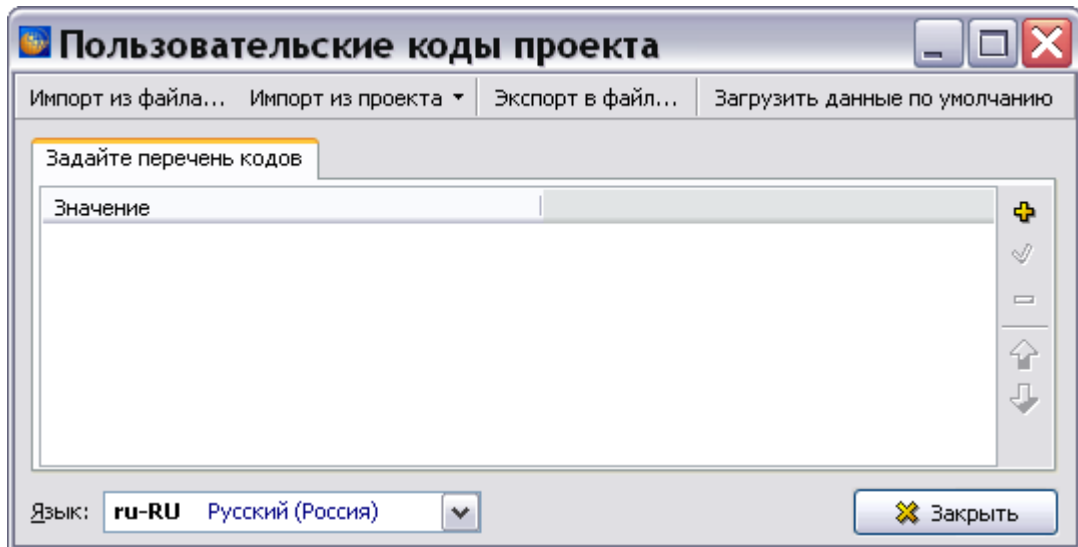 Пользовательские коды проекта
Импорт из файла... Импорт из проекта Экспорт в файл... Загрузить данные по умолчанию
Задайте перечень кодов
Значение
Язык: ru-RU Русский (Россия) Закрыть